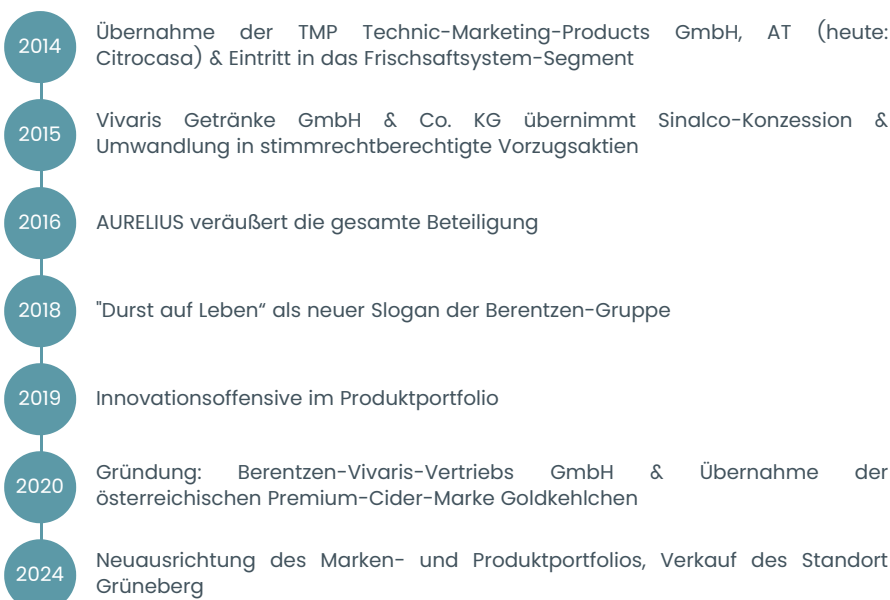 2014
Übernahme der TMP Technic-Marketing-Products GmbH, AT (heute:
Citrocasa) & Eintritt in das Frischsaftsystem-Segment
2015
Vivaris Getränke GmbH & Co. KG übernimmt Sinalco-Konzession &
Umwandlung in stimmrechtberechtigte Vorzugsaktien
2016
AURELIUS veräußert die gesamte Beteiligung
2018
"Durst auf Leben“ als neuer Slogan der Berentzen-Gruppe
2019
Innovationsoffensive im Produktportfolio
2020
Gründung: Berentzen-Vivaris-Vertriebs GmbH & Übernahme der
österreichischen Premium-Cider-Marke Goldkehlchen
2024
Neuausrichtung des Marken- und Produktportfolios, Verkauf des Standort
Grüneberg